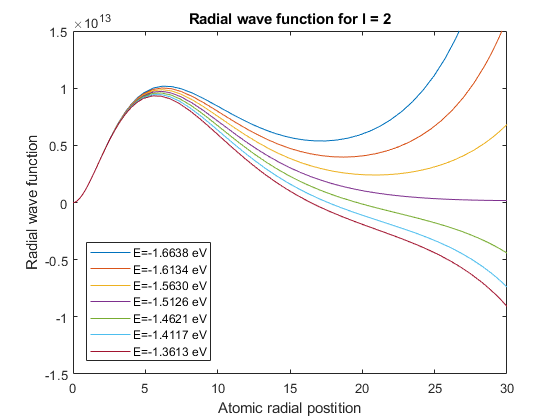 Radial wave function for l = 2
×10^13
1.5
1
0.5
0
-0.5
-1
-1.5
Radial wave function
E=-1.6638 eV
E=-1.6134 eV
E=-1.5630 eV
E=-1.5126 eV
E=-1.4621 eV
E=-1.4117 eV
E=-1.3613 eV
0 5 10 15 20 25 30
Atomic radial postition